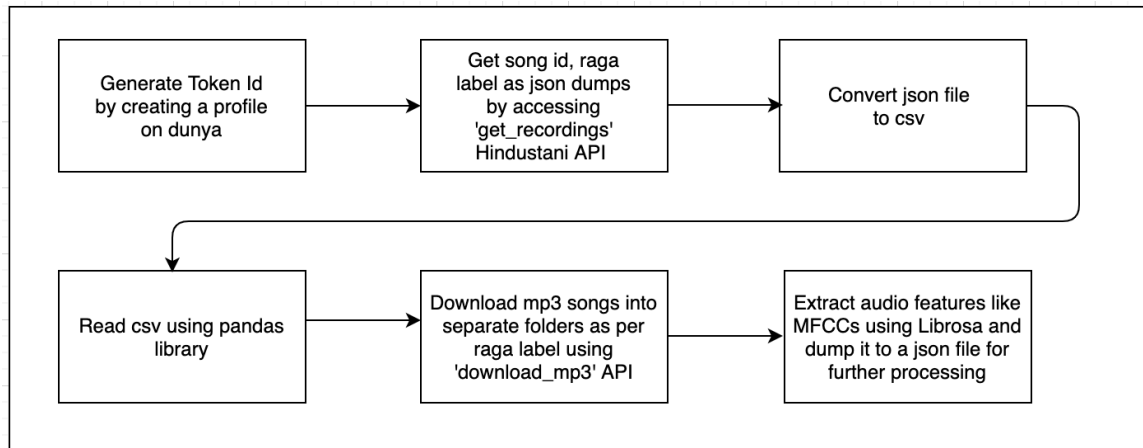 Generate Token Id
by creating a profile
on dunya
Get song id, raga
label as json dumps
by accessing
'get_recordings'
Hindustani API
Convert json file
to csv
Read csv using pandas
library
Download mp3 songs into
separate folders as per
raga label using
'download_mp3' API
Extract audio features like
MFCCs using Librosa and
dump it to a json file for
further processing